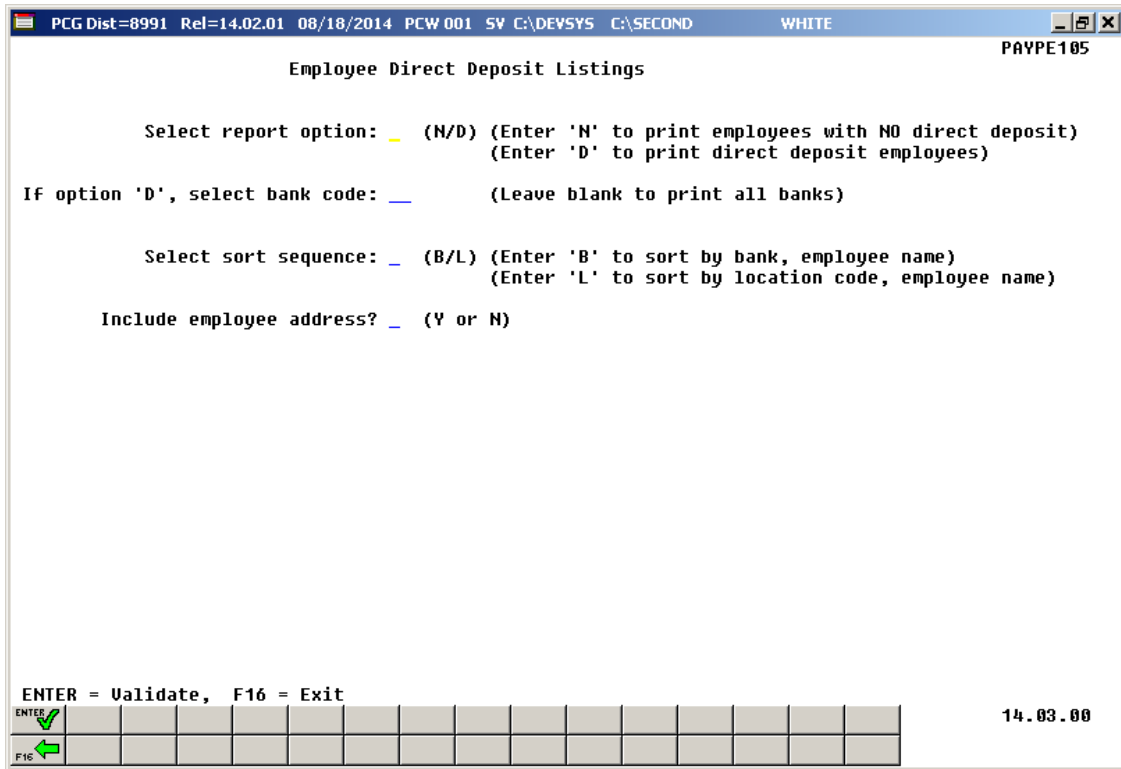 PCG Dist=8991 Rel=14.02.01 08/18/2014 PCW 001 SV C:\DEVSYS C:\SECOND WHITE
PAYPE105
Employee Direct Deposit Listings
Select report option: _ (N/D) (Enter 'N' to print employees with NO direct deposit)
(Enter 'D' to print direct deposit employees)
If option 'D', select bank code: __ (Leave blank to print all banks)
Select sort sequence: _ (B/L) (Enter 'B' to sort by bank, employee name)
(Enter 'L' to sort by location code, employee name)
Include employee address? _ (Y or N)
ENTER = Validate, F16 = Exit
ENTER
14.03.00
F16